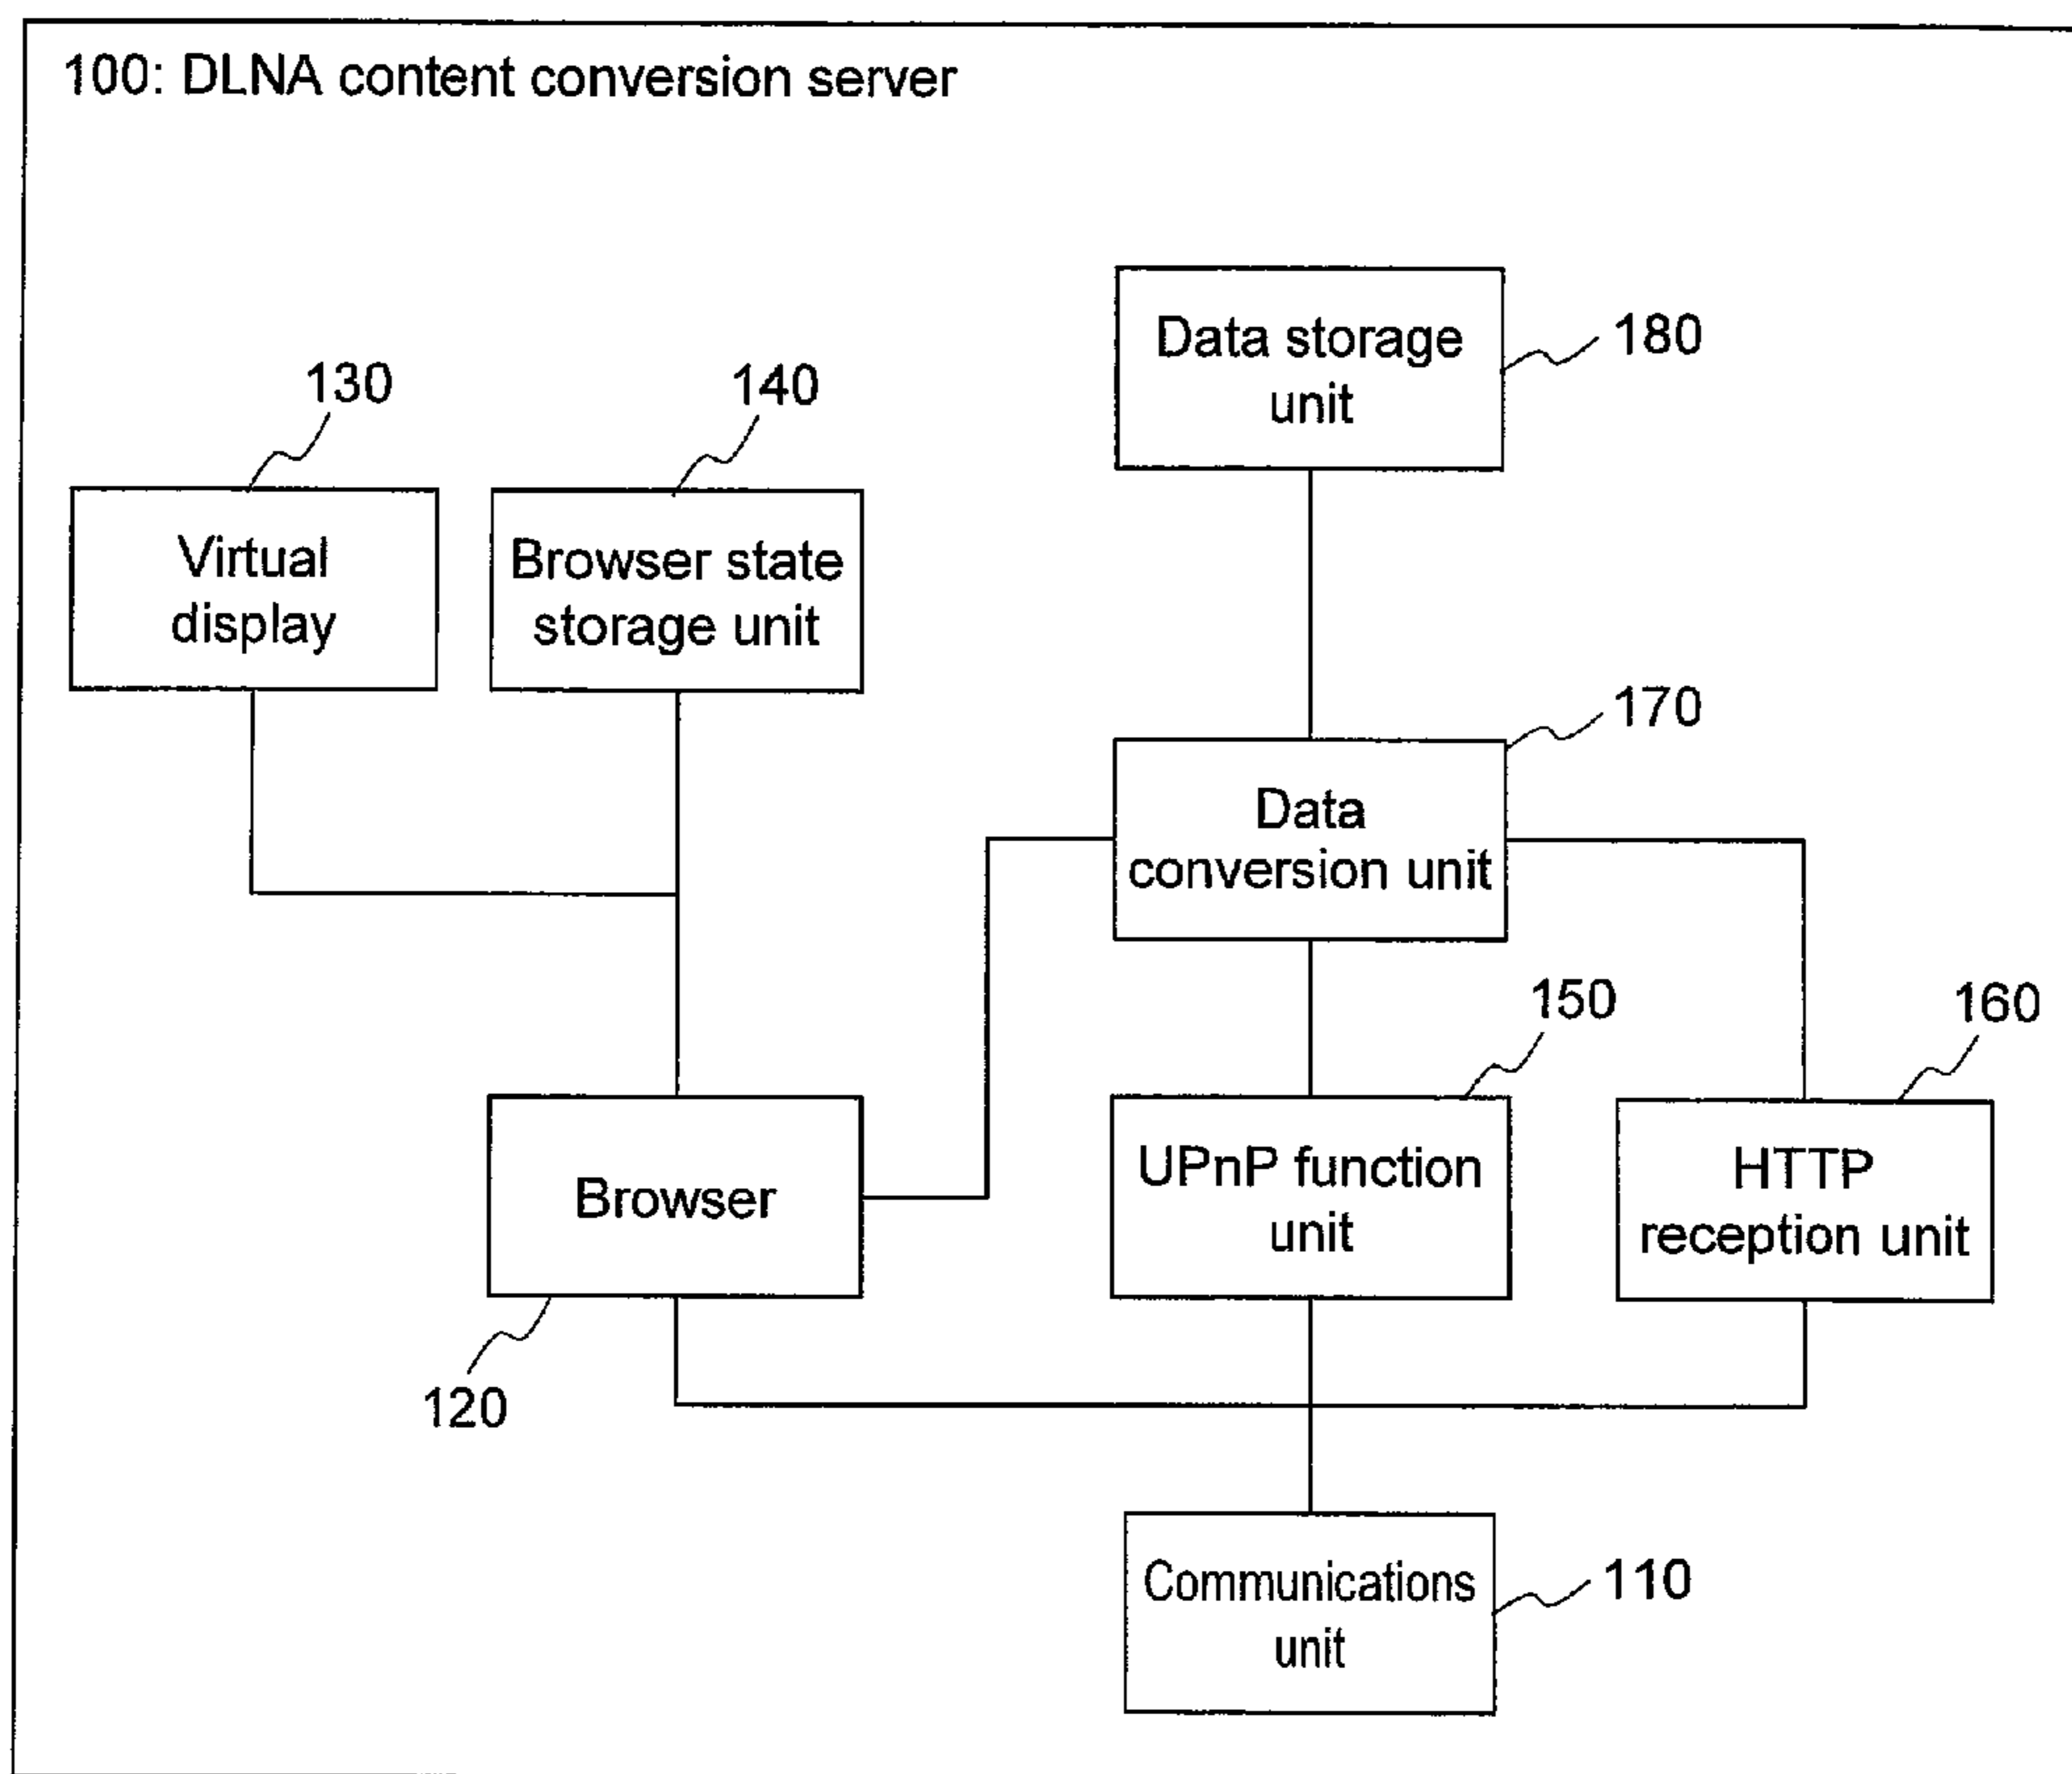 100: DLNA content conversion server
Data storage
unit
180
130
140
Virtual
display
Browser state
storage unit
170
Data
conversion unit
150
160
Browser
UPnP function
unit
HTTP
reception unit
120
Communications
unit
110